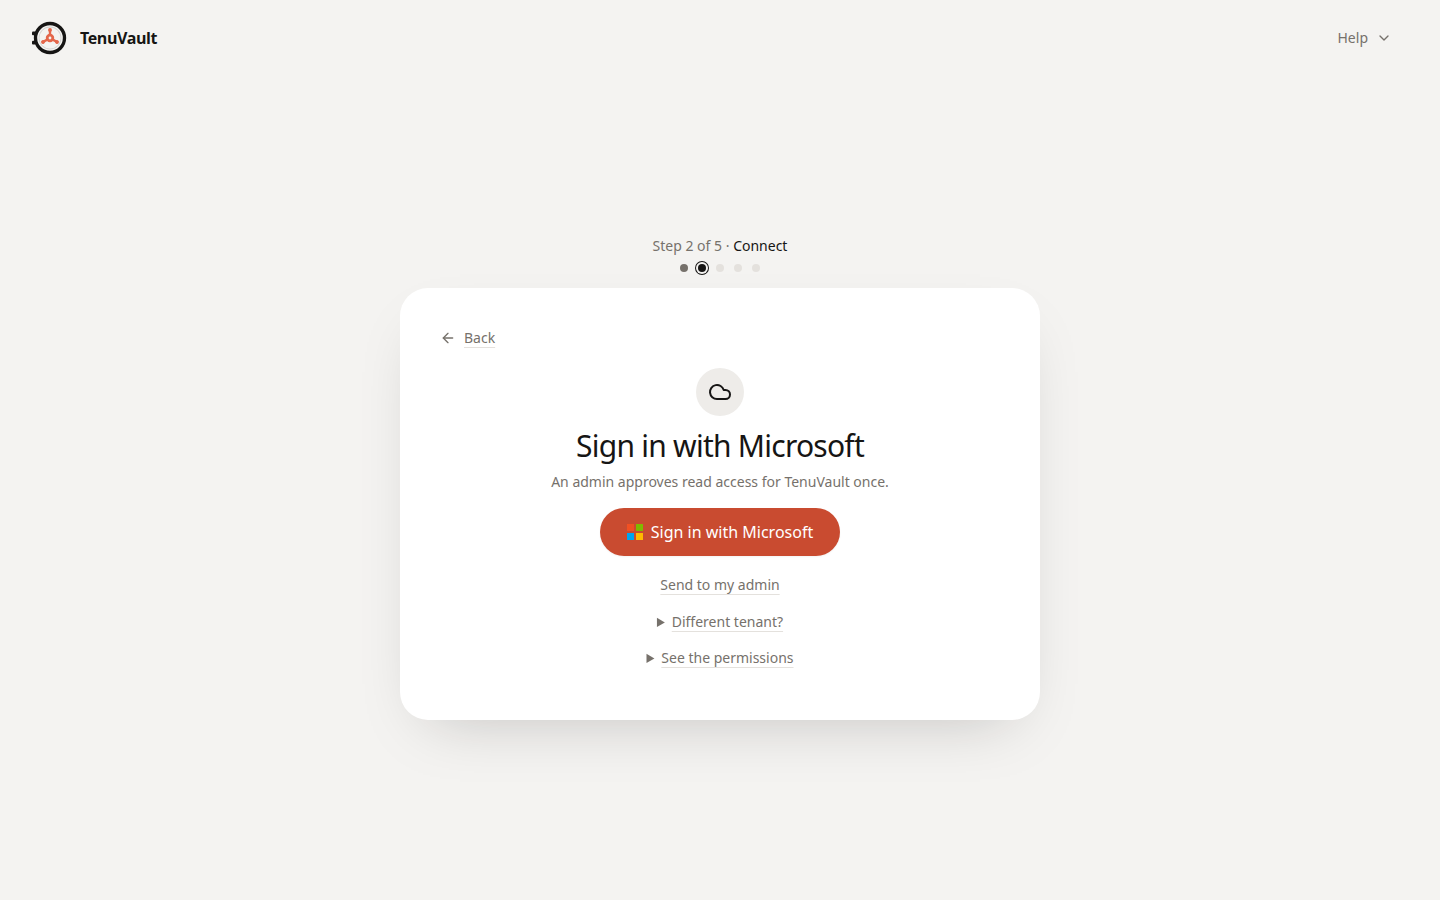 TenuVault
Help
Step 2 of 5 · Connect
Back
Sign in with Microsoft
An admin approves read access for TenuVault once.
Sign in with Microsoft
Send to my admin
Different tenant?
See the permissions